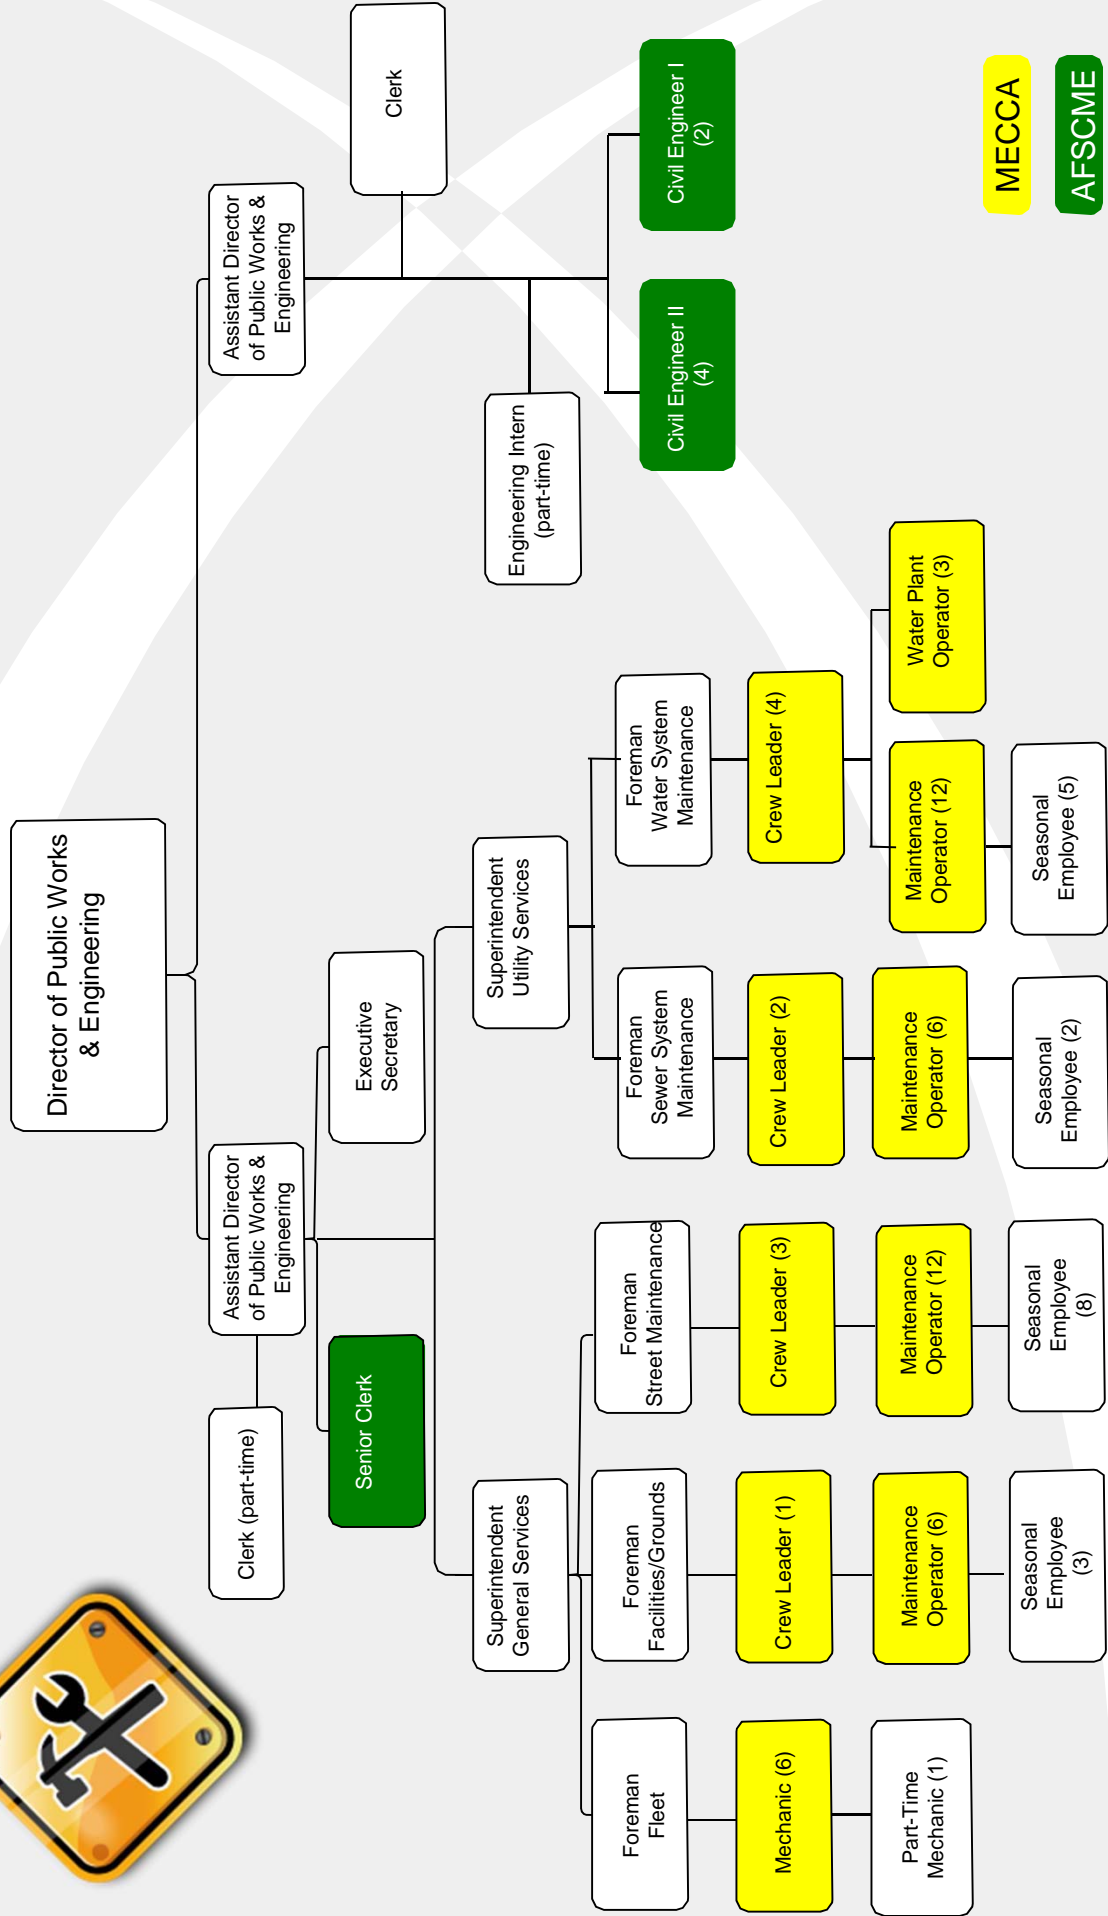 Director of Public Works
& Engineering
Assistant Director
of Public Works &
Engineering
Clerk (part-time)
Senior Clerk
Executive
Secretary
Superintendent
General Services
Foreman
Fleet
Mechanic (6)
Part-Time
Mechanic (1)
Foreman
Facilities/Grounds
Crew Leader (1)
Maintenance
Operator (6)
Seasonal
Employee
(3)
Foreman
Street Maintenance
Crew Leader (3)
Maintenance
Operator (12)
Seasonal
Employee
(8)
Superintendent
Utility Services
Foreman
Sewer System
Maintenance
Crew Leader (2)
Maintenance
Operator (6)
Seasonal
Employee (2)
Foreman
Water System
Maintenance
Crew Leader (4)
Maintenance
Operator (12)
Water Plant
Operator (3)
Seasonal
Employee (5)
Assistant Director
of Public Works &
Engineering
Clerk
Engineering Intern
(part-time)
Civil Engineer II
(4)
Civil Engineer I
(2)
MECCA
AFSCME